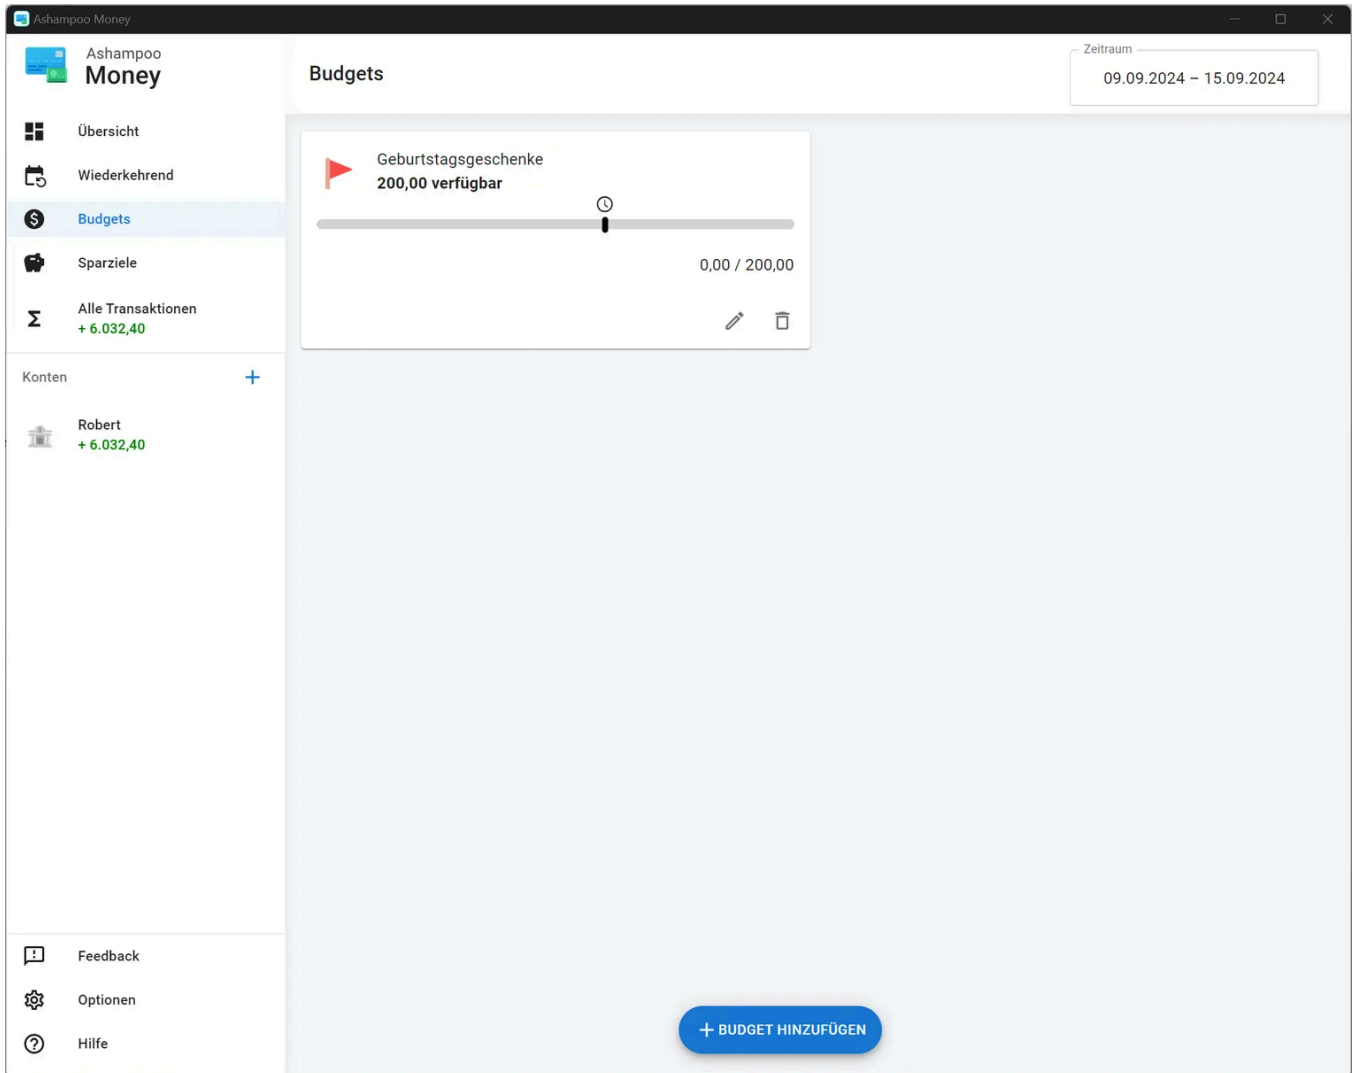 Ashampoo Money
Ashampoo
Money
Übersicht
Wiederkehrend
Budgets
Sparziele
Alle Transaktionen
+ 6.032,40
Konten
Robert
+ 6.032,40
Feedback
Optionen
Hilfe
Budgets
Zeitraum
09.09.2024 – 15.09.2024
Geburtstagsgeschenke
200,00 verfügbar
0,00 / 200,00
BUDGET HINZUFÜGEN